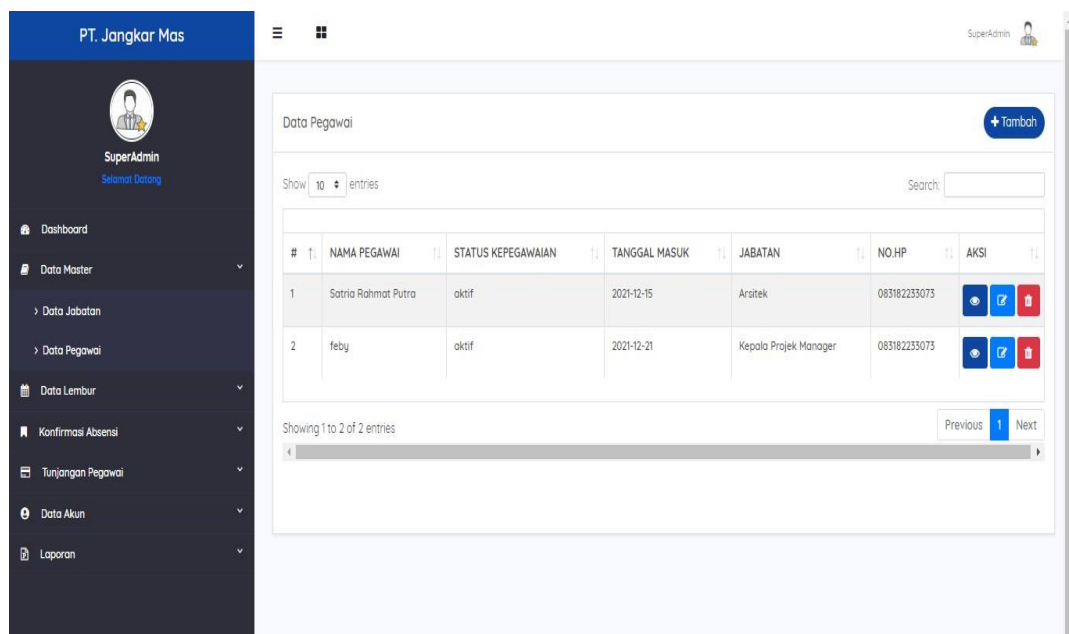 PT. Jangkar Mas
SuperAdmin
SuperAdmin
Selamat Datang
Dashboard
Data Master
> Data Jabatan
> Data Pegawai
Data Lembur
Konfirmasi Absensi
Tunjangan Pegawai
Data Akun
Laporan
Data Pegawai
+ Tambah
Show 10 entries
Search:
# NAMA PEGAWAI STATUS KEPEGAWAIAN TANGGAL MASUK JABATAN NO.HP AKSI
1 Satria Rahmat Putra aktif 2021-12-15 Arsitek 083182233073
2 feby aktif 2021-12-21 Kepala Projek Manager 083182233073
Showing 1 to 2 of 2 entries
Previous 1 Next